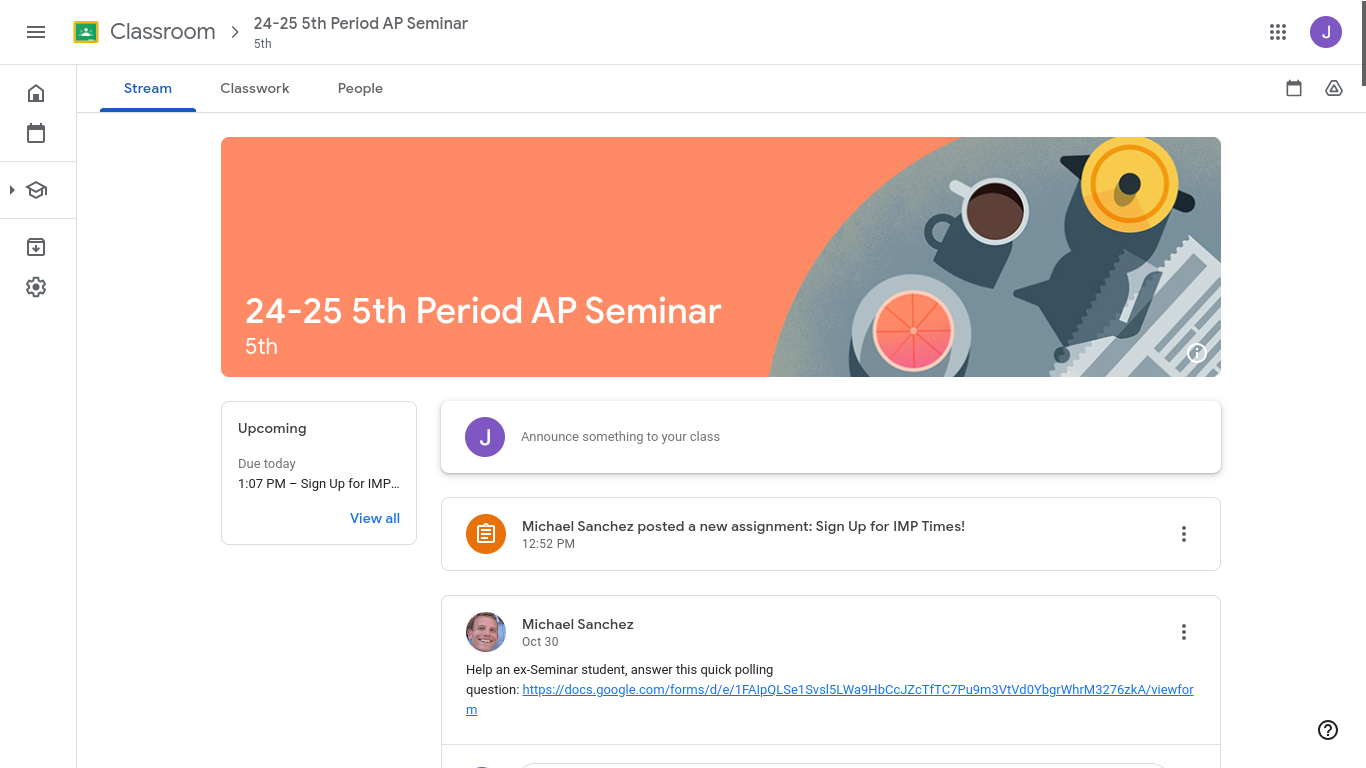 Classroom
24-25 5th Period AP Seminar
5th
J
Stream
Classwork
People
24-25 5th Period AP Seminar
5th
Upcoming
Due today
1:07 PM – Sign Up for IMP…
View all
J
Announce something to your class
Michael Sanchez posted a new assignment: Sign Up for IMP Times!
12:52 PM
Michael Sanchez
Oct 30
Help an ex-Seminar student, answer this quick polling
question: https://docs.google.com/forms/d/e/1FAIpQLSe1Svsl5LWa9HbCcJZcTfTC7Pu9m3VtVd0YbgrWhrM3276zkA/viewfor
m